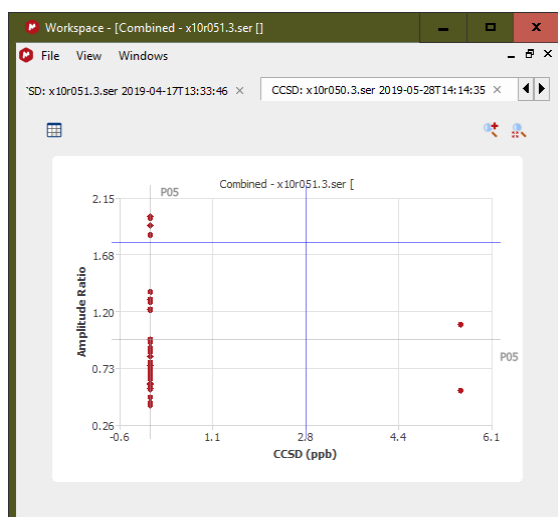 Workspace - [Combined - x10r051.3.ser []
File View Windows
'SD: x10r051.3.ser 2019-04-17T13:33:46
CCSD: x10r050.3.ser 2019-05-28T14:14:35
Combined - x10r051.3.ser [
P05
2.15
1.68
1.20
0.73
0.26
Amplitude Ratio
P05
-0.6 1.1 2.8 4.4 6.1
CCSD (ppb)